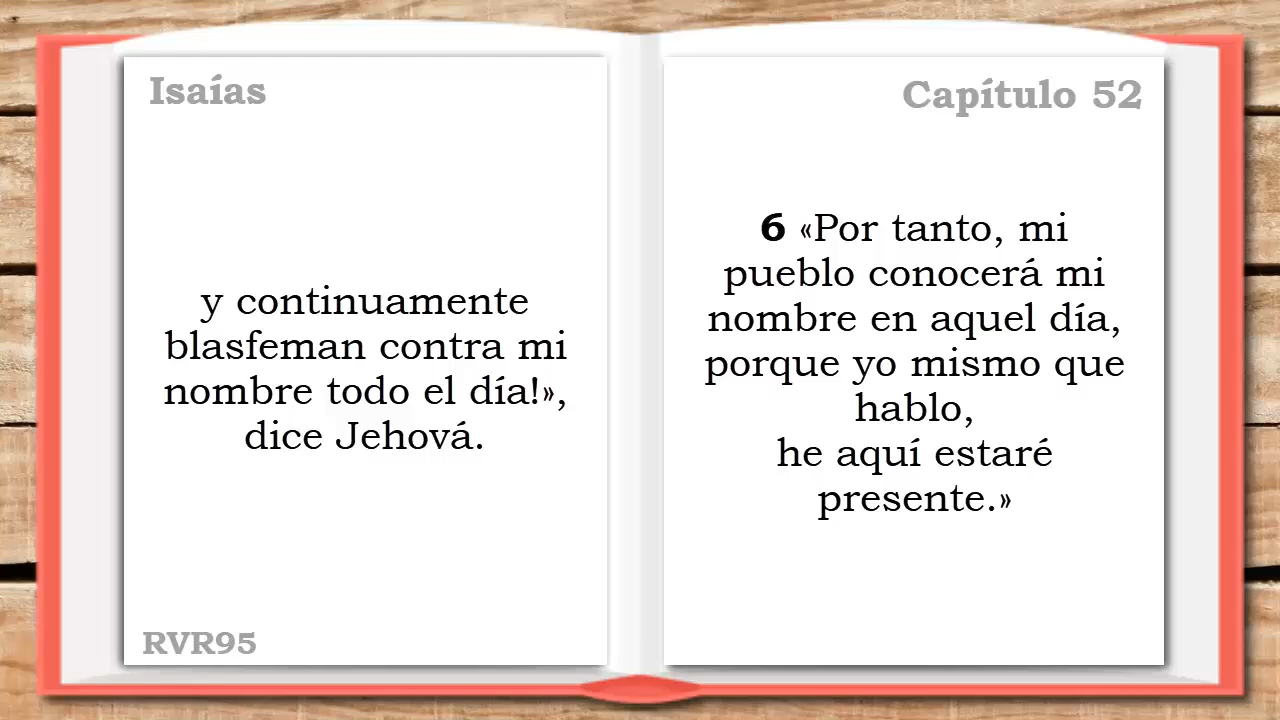 Isaías
y continuamente
blasfeman contra mi
nombre todo el día!»,
dice Jehová.
RVR95
Capítulo 52
6 «Por tanto, mi
pueblo conocerá mi
nombre en aquel día,
porque yo mismo que
hablo,
he aquí estaré
presente.»